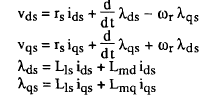 v_ds = r_s i_ds + d/dt λ_ds − ω_r λ_qs
v_qs = r_s i_qs + d/dt λ_qs + ω_r λ_ds
λ_ds = L_ls i_ds + L_md i_ds
λ_qs = L_ls i_qs + L_mq i_qs